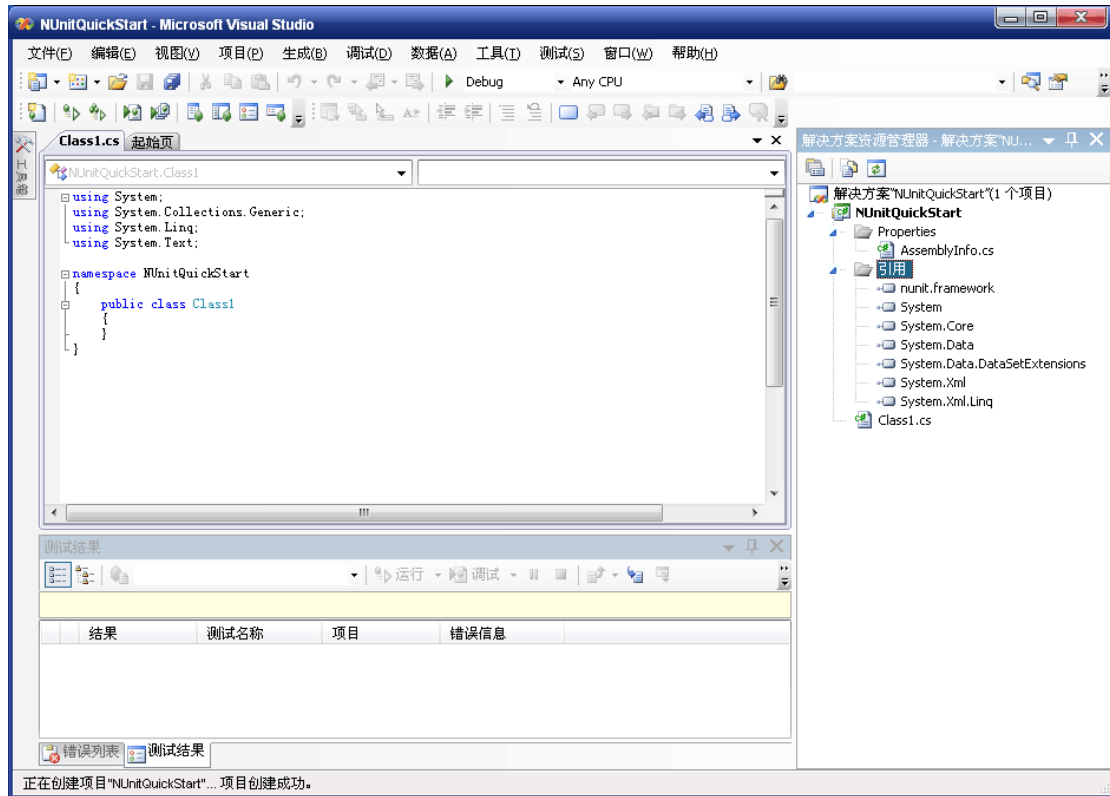 NUnitQuickStart - Microsoft Visual Studio
文件(F) 编辑(E) 视图(V) 项目(P) 生成(B) 调试(D) 数据(A) 工具(T) 测试(S) 窗口(W) 帮助(H)
Debug Any CPU
Class1.cs 起始页
工具箱
NUnitQuickStart.Class1
using System;
using System.Collections.Generic;
using System.Linq;
using System.Text;
namespace NUnitQuickStart
{
public class Class1
{
}
}
测试结果
运行 调试
结果 测试名称 项目 错误信息
错误列表 测试结果
解决方案资源管理器 - 解决方案"NU...
解决方案"NUnitQuickStart"(1 个项目)
NUnitQuickStart
Properties
AssemblyInfo.cs
引用
nunit.framework
System
System.Core
System.Data
System.Data.DataSetExtensions
System.Xml
System.Xml.Linq
Class1.cs
正在创建项目"NUnitQuickStart"... 项目创建成功。